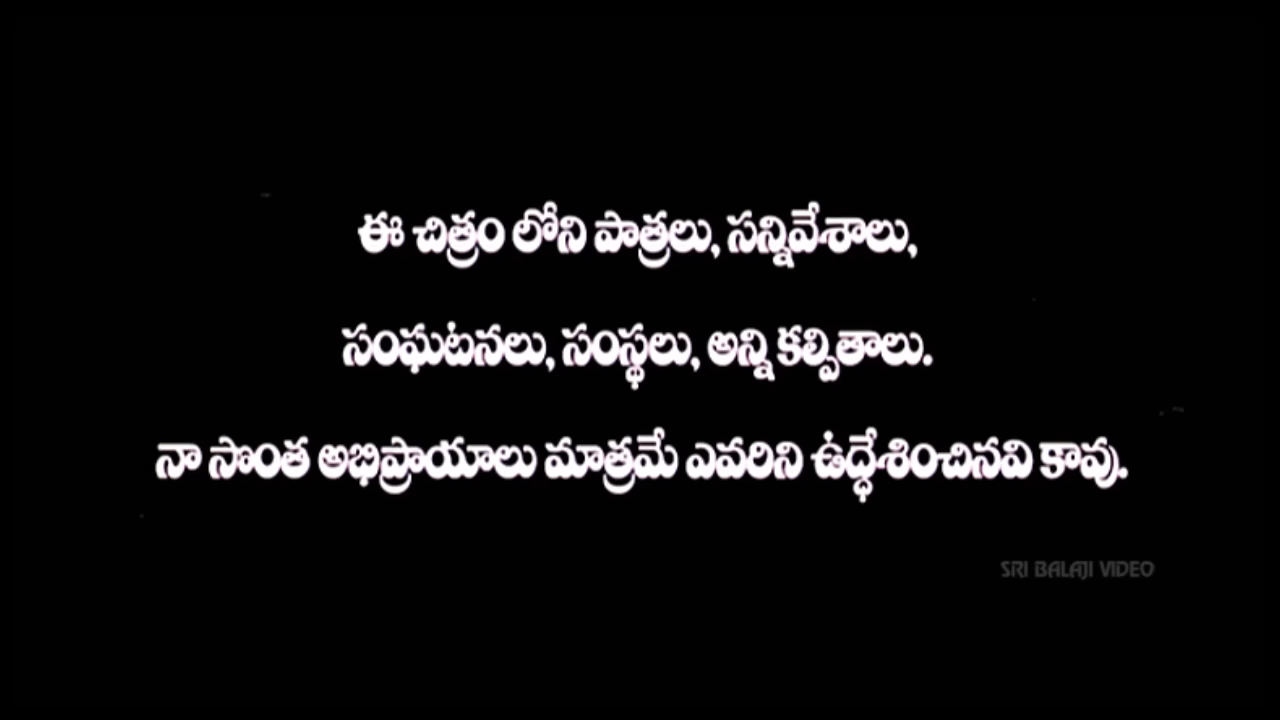 ఈ చిత్రం లోని పాత్రలు, సన్నివేశాలు,
సంఘటనలు, సంస్థలు, అన్ని కల్పితాలు.
నా సొంత అభిప్రాయాలు మాత్రమే ఎవరిని ఉద్ధేశించినవి కావు.
SRI BALAJI VIDEO